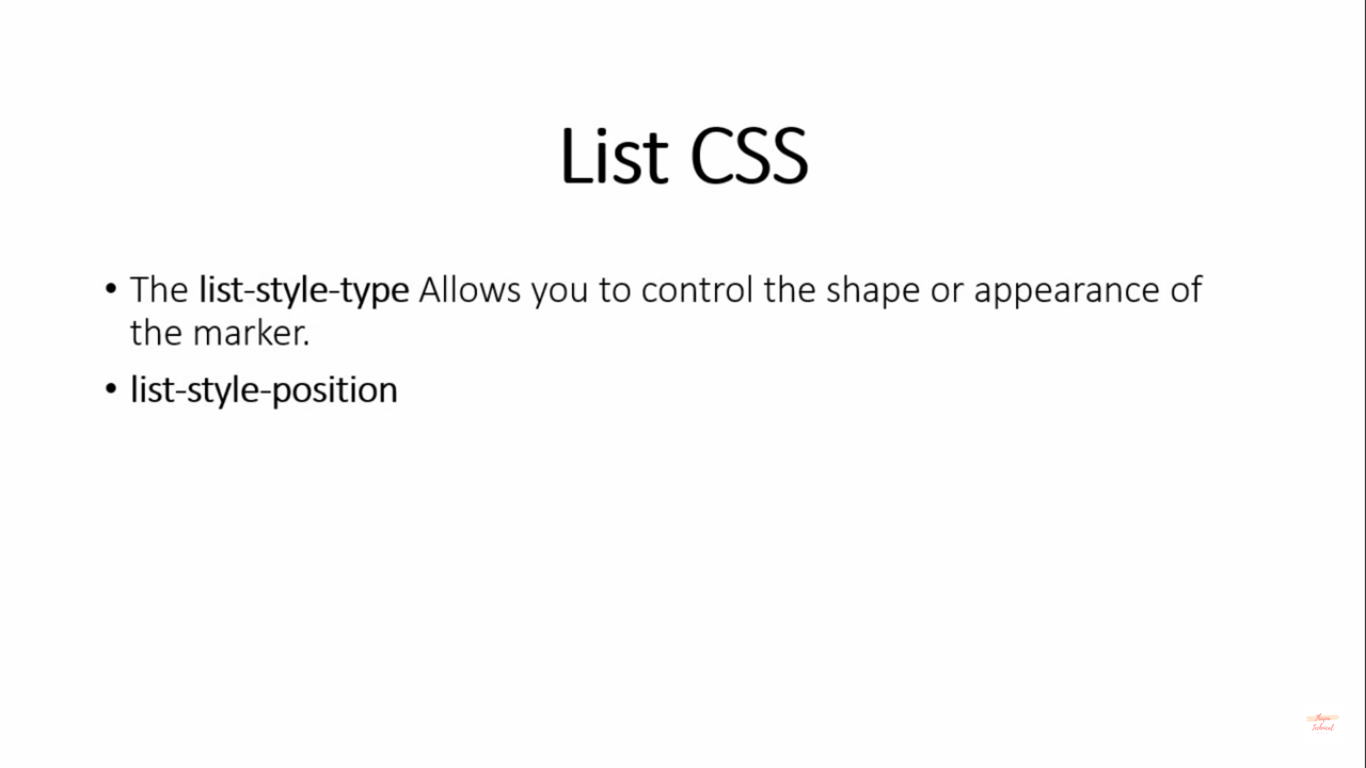 List CSS
• The list-style-type Allows you to control the shape or appearance of
the marker.
• list-style-position
Technical